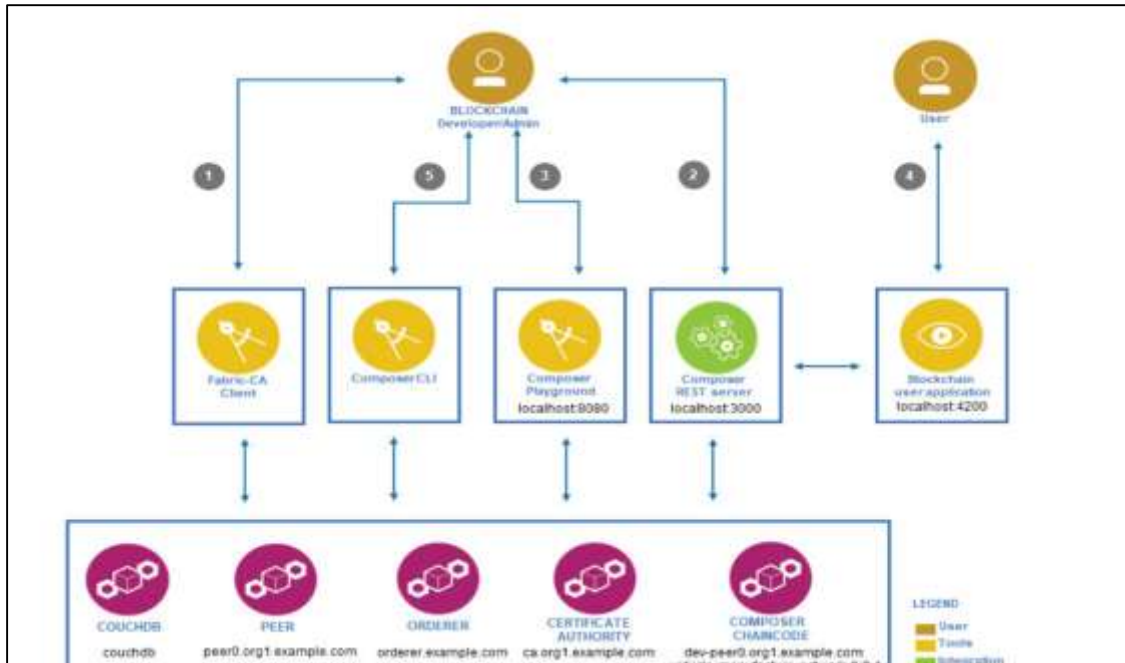 BLOCKCHAIN
Developer/Admin
User
1
5
3
2
4
Fabric-CA
Client
ComposerCLI
Composer
Playground
localhost:8080
Composer
REST server
localhost:3000
Blockchain
user application
localhost:4200
COUCHDB
couchdb
PEER
peer0.org1.example.com
ORDERER
orderer.example.com
CERTIFICATE
AUTHORITY
ca.org1.example.com
COMPOSER
CHAINCODE
dev-peer0.org1.example.com
LEGEND
User
Tools
Integration